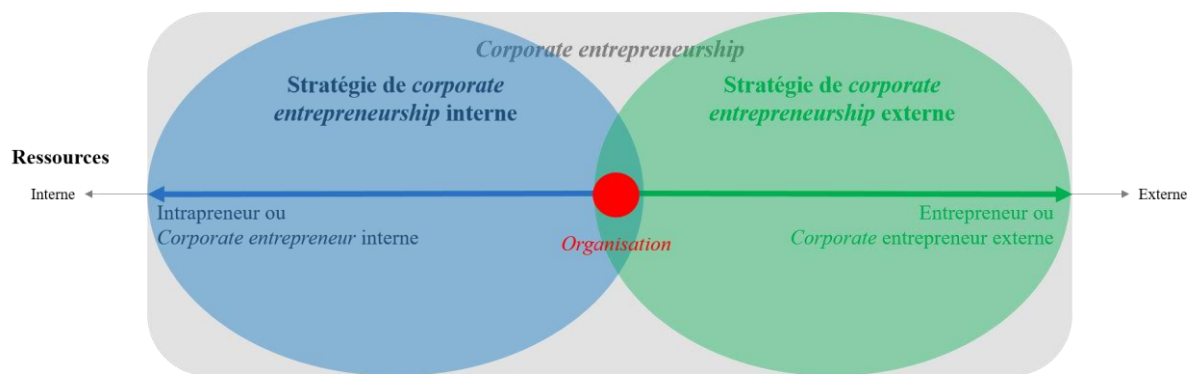 Corporate entrepreneurship
Stratégie de corporate
entrepreneurship interne
Stratégie de corporate
entrepreneurship externe
Ressources
Interne
Externe
Intrapreneur ou
Corporate entrepreneur interne
Organisation
Entrepreneur ou
Corporate entrepreneur externe